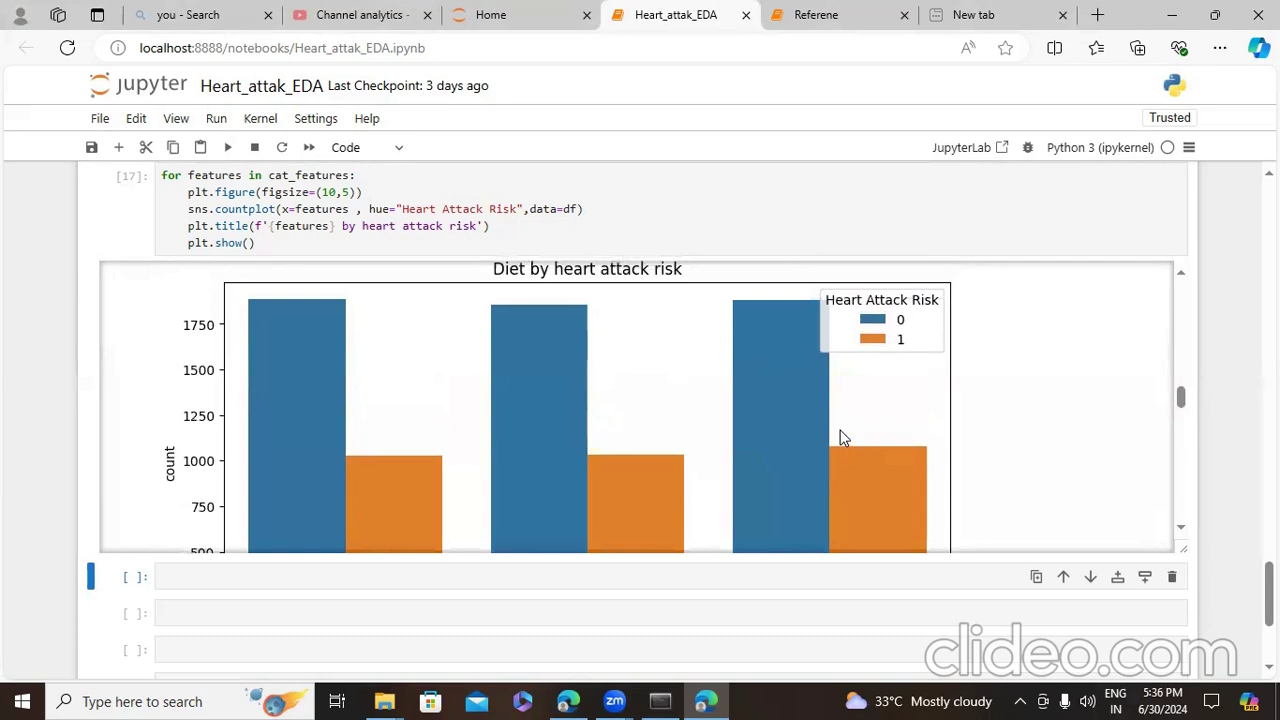 you - Search
Channel analytics -
Home
Heart_attak_EDA
Referene
New tab
localhost:8888/notebooks/Heart_attak_EDA.ipynb
jupyter Heart_attak_EDA Last Checkpoint: 3 days ago
File Edit View Run Kernel Settings Help
Trusted
Code
JupyterLab
Python 3 (ipykernel)
[17]:
for features in cat_features:
plt.figure(figsize=(10,5))
sns.countplot(x=features , hue="Heart Attack Risk",data=df)
plt.title(f'{features} by heart attack risk')
plt.show()
Diet by heart attack risk
Heart Attack Risk
0
1
1750
1500
1250
1000
750
500
count
[ ]:
[ ]:
[ ]:
clideo.com
Type here to search
33°C Mostly cloudy
ENG
IN
5:36 PM
6/30/2024